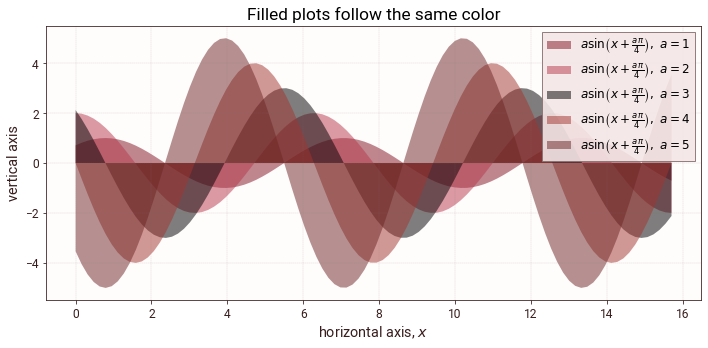 Filled plots follow the same color
asin(x + aπ/4), a = 1
asin(x + aπ/4), a = 2
asin(x + aπ/4), a = 3
asin(x + aπ/4), a = 4
asin(x + aπ/4), a = 5
vertical axis
4
2
0
−2
−4
0 2 4 6 8 10 12 14 16
horizontal axis, x